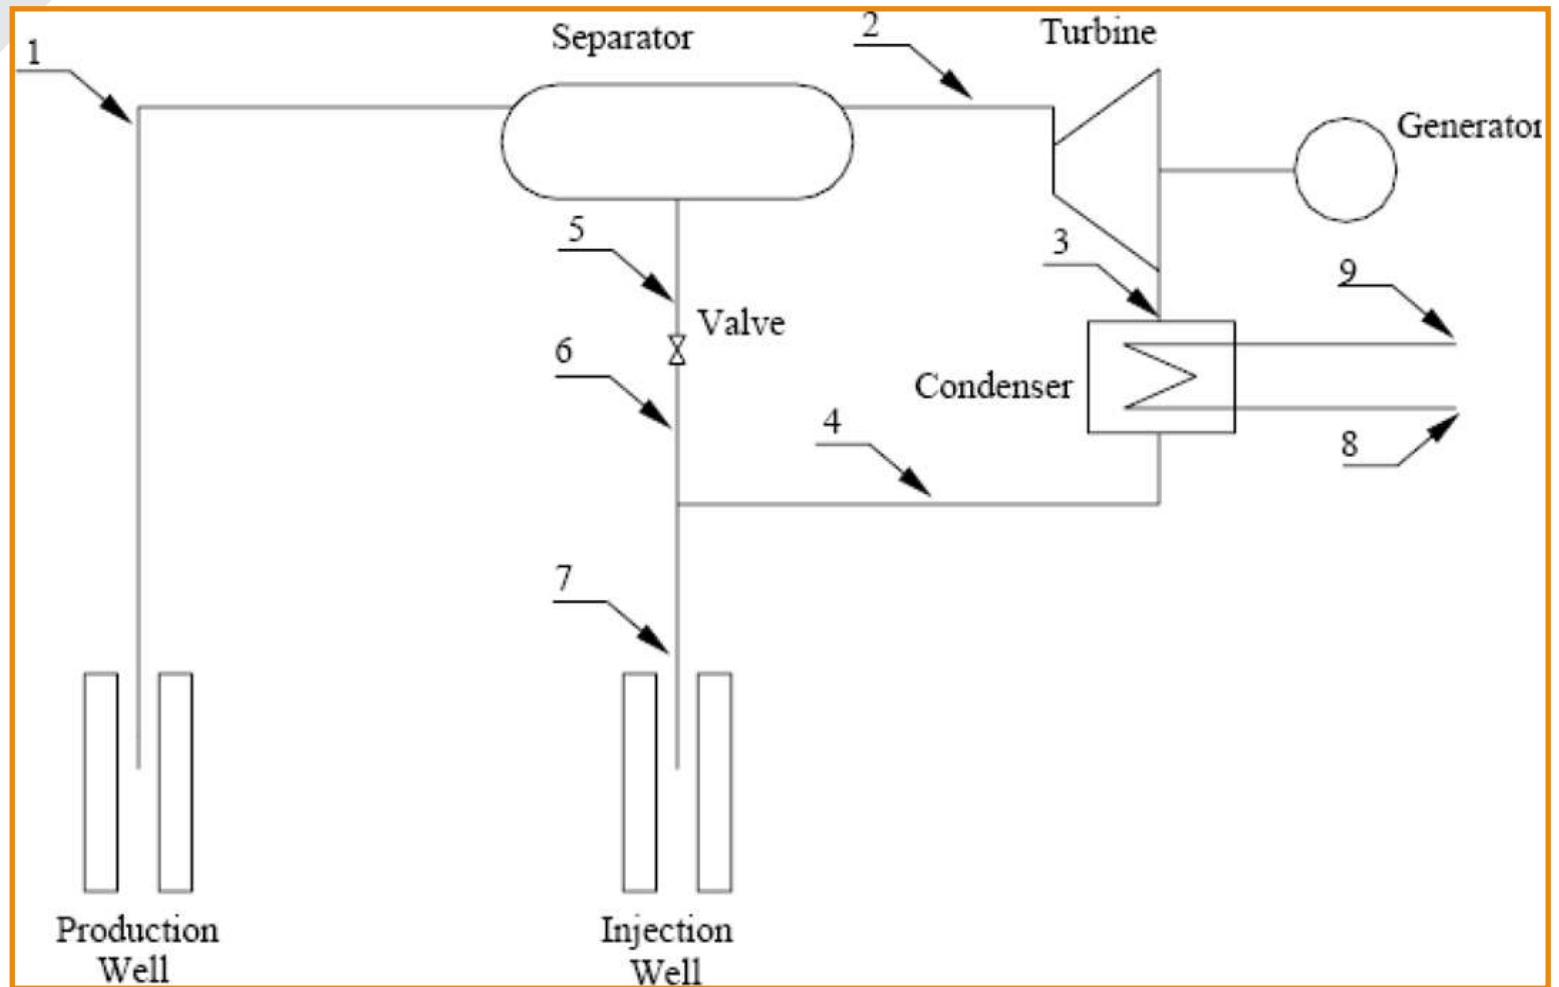 1
Separator
2
Turbine
Generator
5
3
9
Valve
6
Condenser
4
8
7
Production
Well
Injection
Well